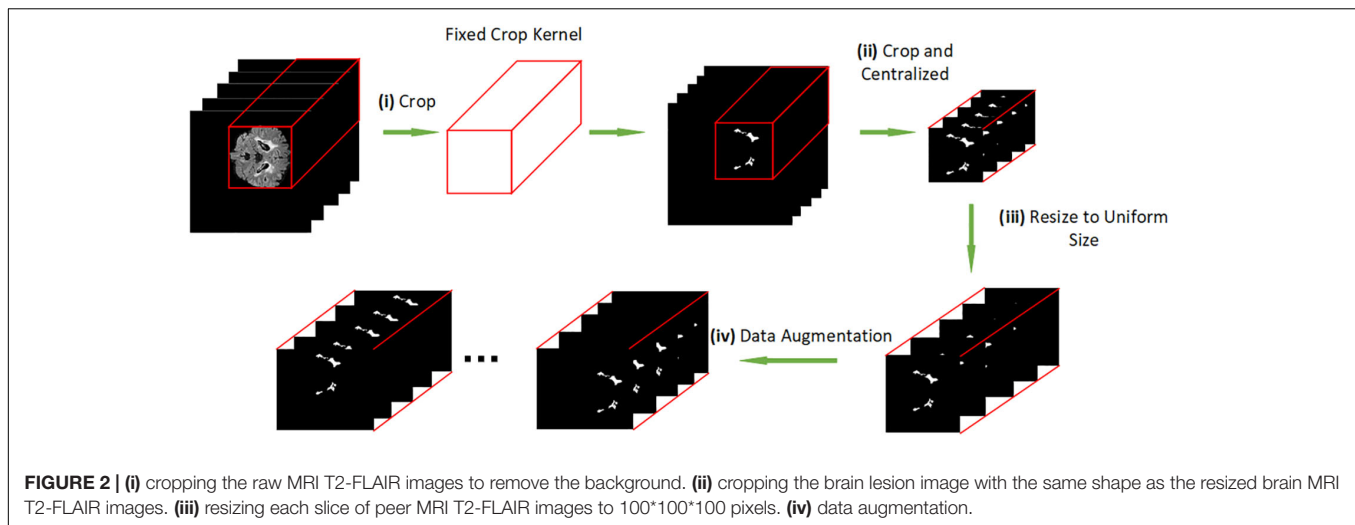 Fixed Crop Kernel
(i) Crop
(ii) Crop and
Centralized
(iii) Resize to Uniform
Size
(iv) Data Augmentation
...
FIGURE 2 | (i) cropping the raw MRI T2-FLAIR images to remove the background. (ii) cropping the brain lesion image with the same shape as the resized brain MRI
T2-FLAIR images. (iii) resizing each slice of peer MRI T2-FLAIR images to 100*100*100 pixels. (iv) data augmentation.